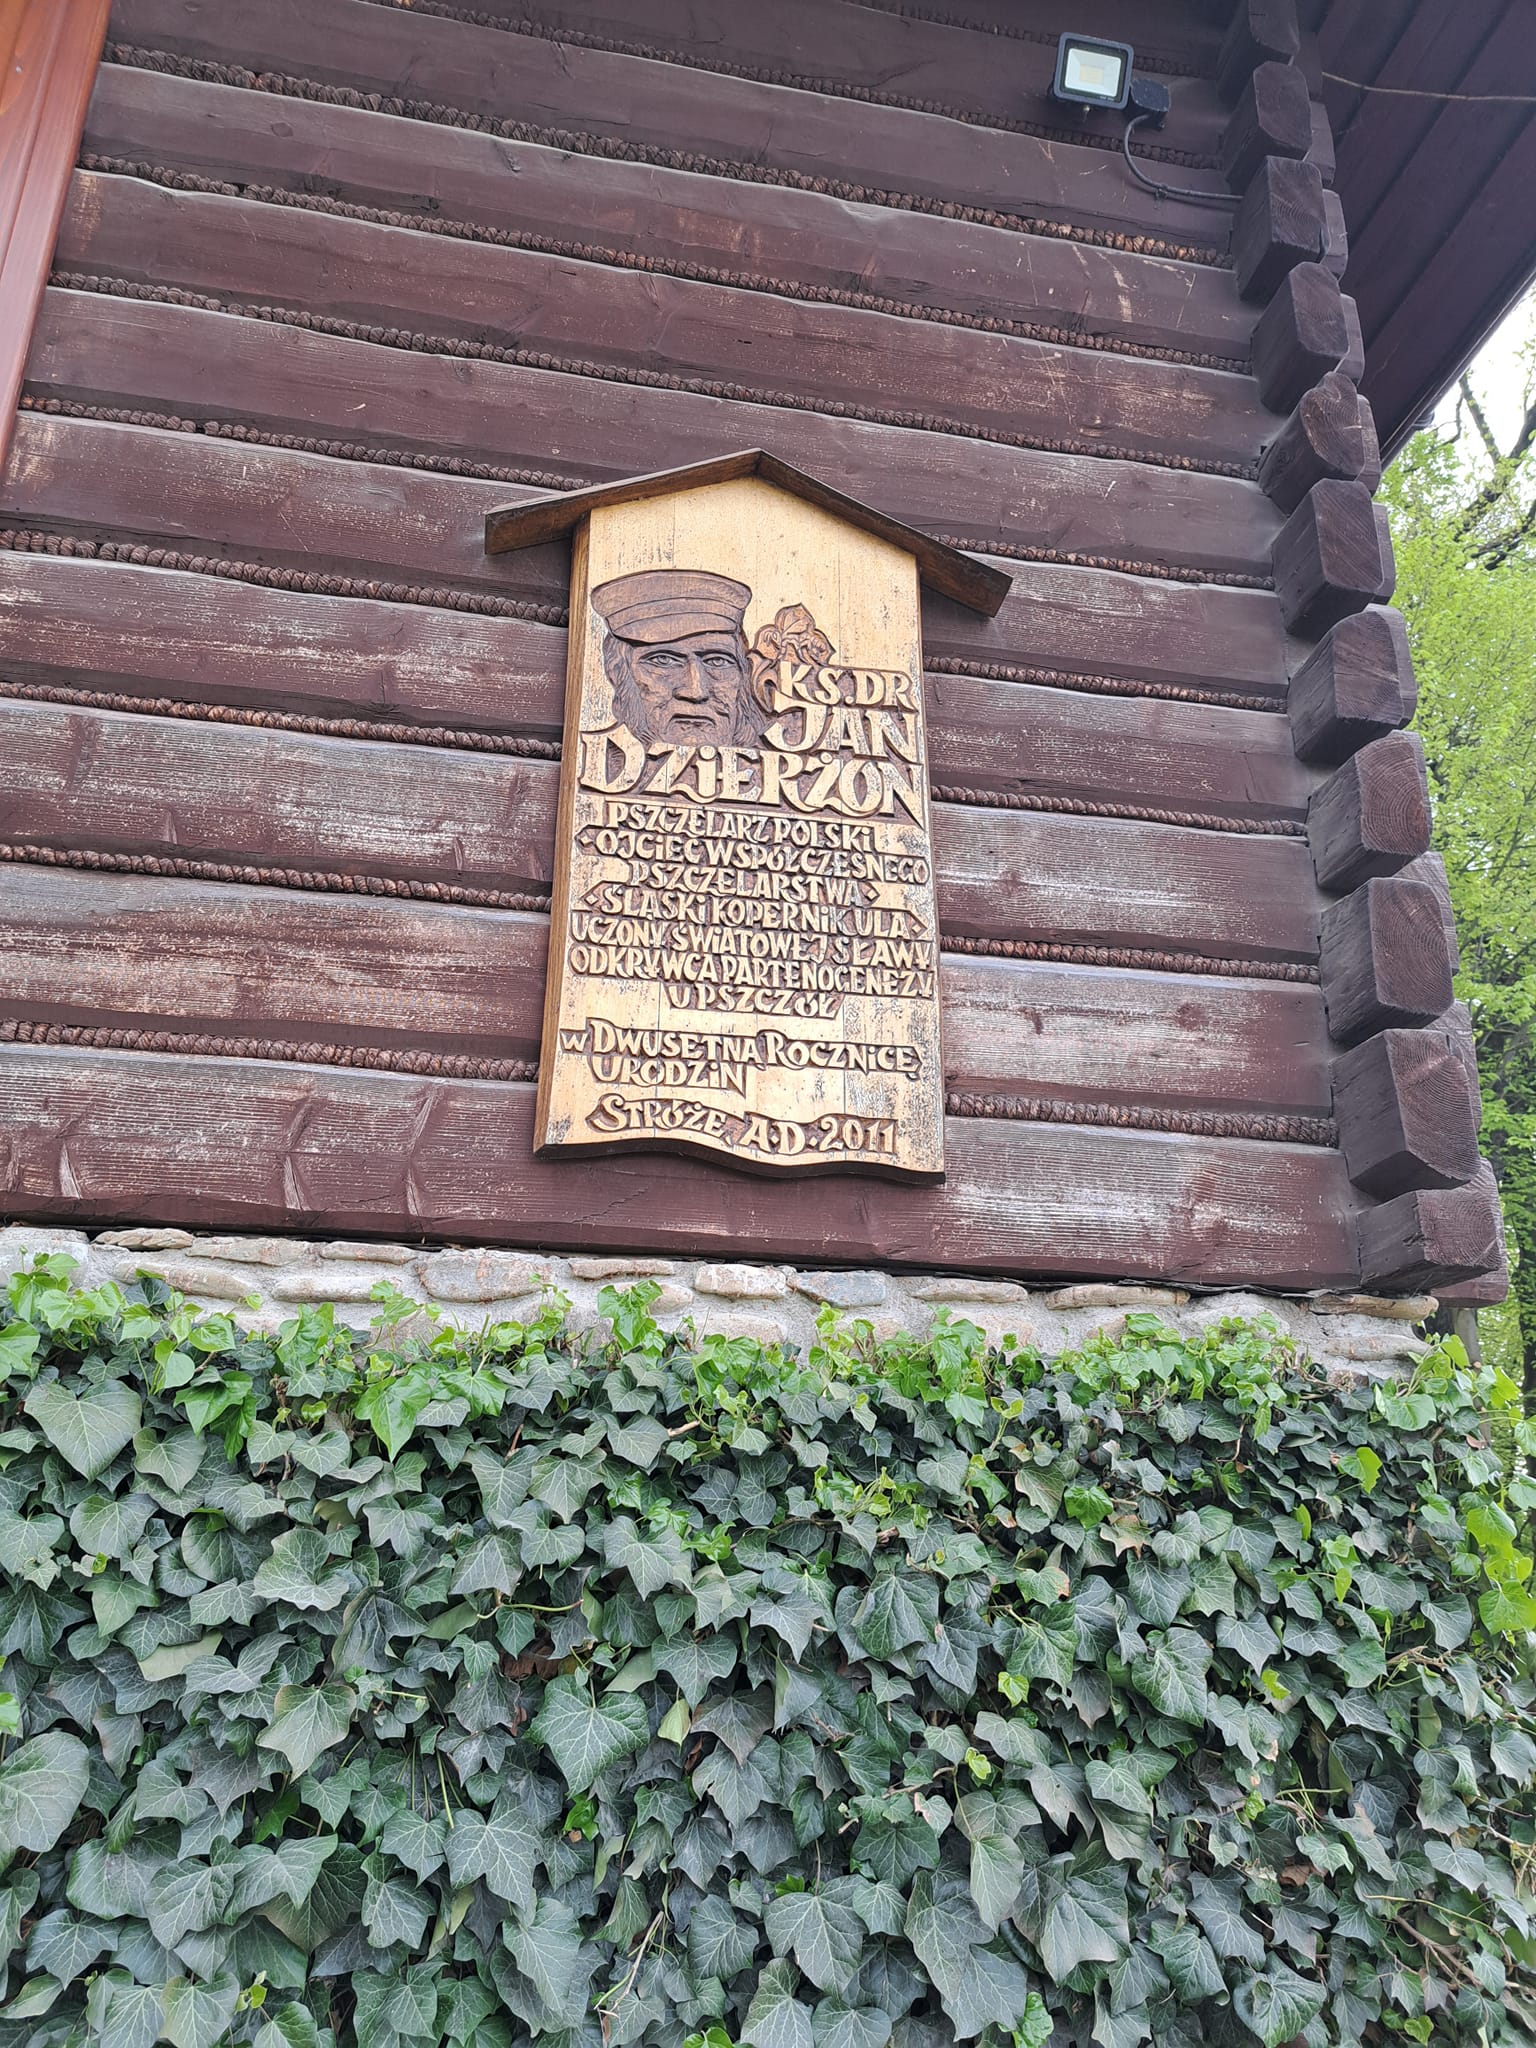 KS.DR
JAN
DZIERŻON
PSZCZELARZ POLSKI
OJCIEC WSPÓŁCZESNEGO
PSZCZELARSTWA
ŚLĄSKI KOPERNIK ULA
UCZONY ŚWIATOWEJ SŁAWY
ODKRYWCA PARTENOGENEZY
U PSZCZÓŁ
W DWUSETNĄ ROCZNICĘ
URODZIN
STRÓŻE A.D. 2011